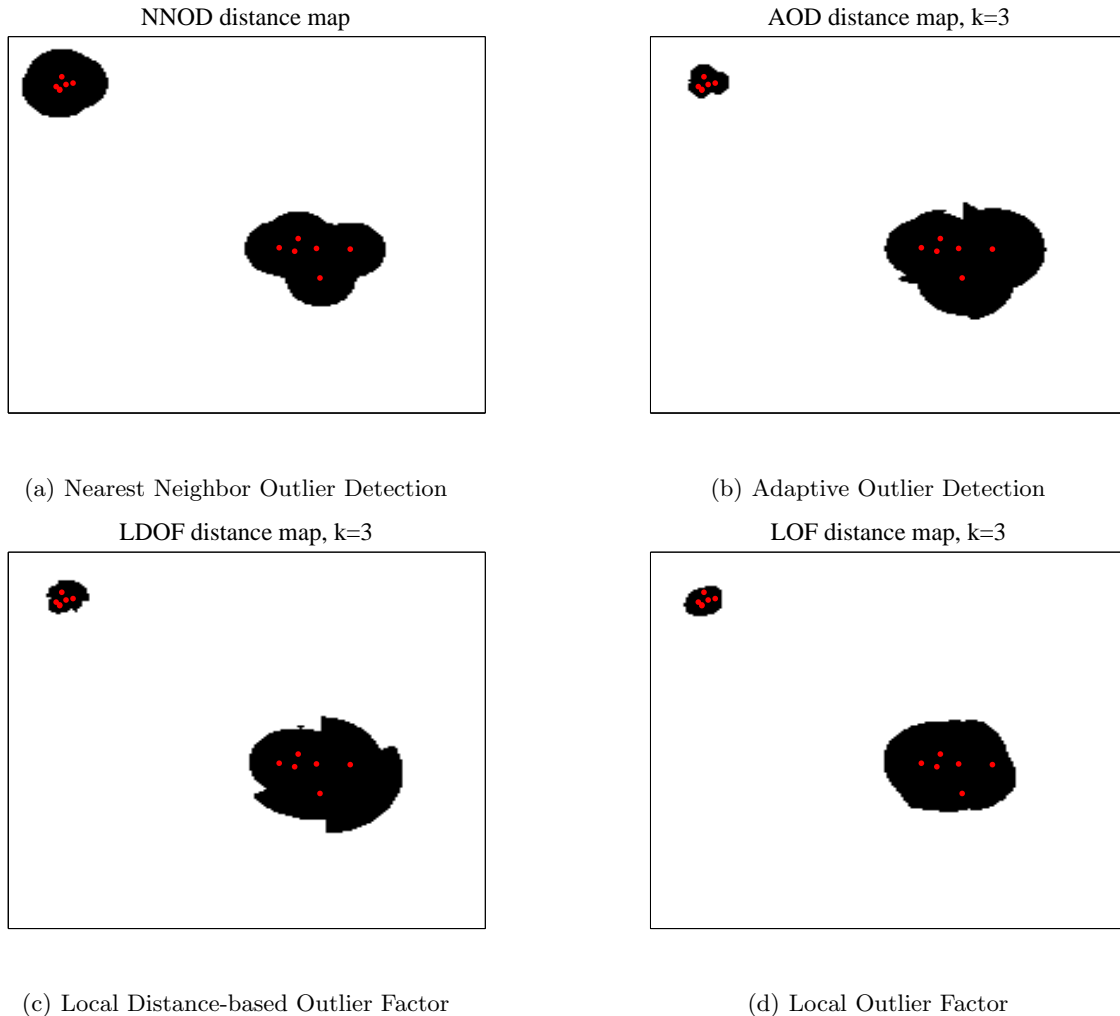 NNOD distance map
AOD distance map, k=3
(a) Nearest Neighbor Outlier Detection
(b) Adaptive Outlier Detection
LDOF distance map, k=3
LOF distance map, k=3
(c) Local Distance-based Outlier Factor
(d) Local Outlier Factor